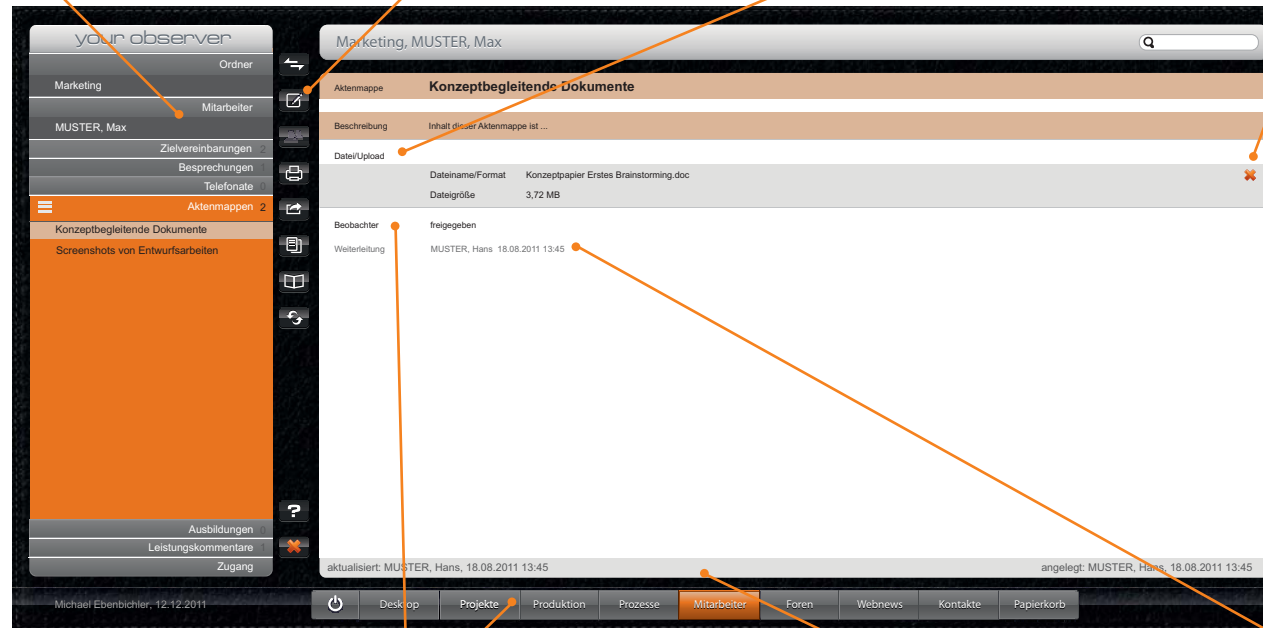 your observer
Ordner
Marketing
Mitarbeiter
MUSTER, Max
Zielvereinbarungen 2
Besprechungen 1
Telefonate 0
Aktenmappen 2
Konzeptbegleitende Dokumente
Screenshots von Entwurfsarbeiten
Ausbildungen 0
Leistungskommentare 1
Zugang
Marketing, MUSTER, Max
Aktenmappe Konzeptbegleitende Dokumente
Beschreibung Inhalt dieser Aktenmappe ist ...
Datei/Upload
Dateiname/Format Konzeptpapier Erstes Brainstorming.doc
Dateigröße 3,72 MB
Beobachter freigegeben
Weiterleitung MUSTER, Hans 18.08.2011 13:45
?
aktualisiert: MUSTER, Hans, 18.08.2011 13:45 angelegt: MUSTER, Hans, 18.08.2011 13:45
Michael Ebenbichler, 12.12.2011 Desktop Projekte Produktion Prozesse Mitarbeiter Foren Webnews Kontakte Papierkorb